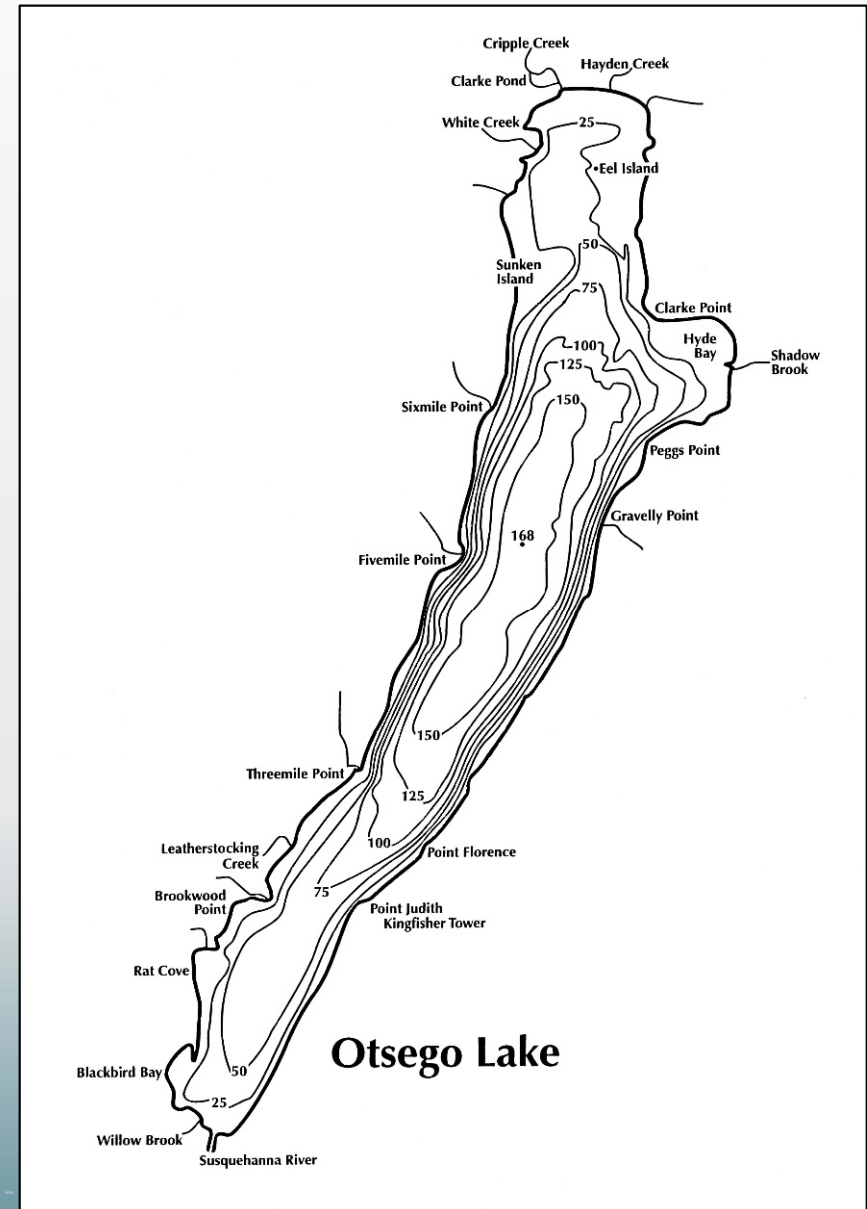 Cripple Creek
Hayden Creek
Clarke Pond
White Creek
25
Eel Island
50
Sunken
Island
75
Clarke Point
Hyde
Bay
Shadow
Brook
100
125
150
Sixmile Point
Peggs Point
Gravelly Point
168
Fivemile Point
150
Threemile Point
125
100
Leatherstocking
Creek
Point Florence
75
Brookwood
Point
Point Judith
Kingfisher Tower
Rat Cove
Otsego Lake
Blackbird Bay
50
25
Willow Brook
Susquehanna River